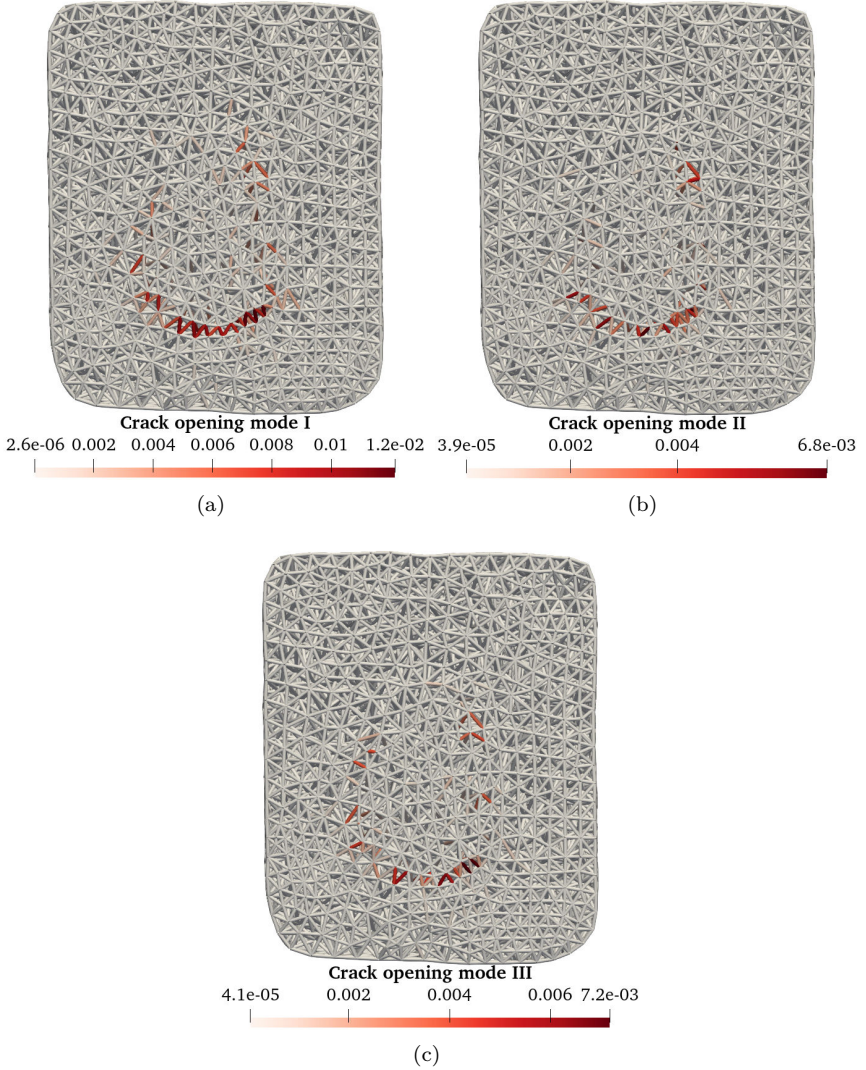 Crack opening mode I
2.6e-06 0.002 0.004 0.006 0.008 0.01 1.2e-02
(a)
Crack opening mode II
3.9e-05 0.002 0.004 6.8e-03
(b)
Crack opening mode III
4.1e-05 0.002 0.004 0.006 7.2e-03
(c)